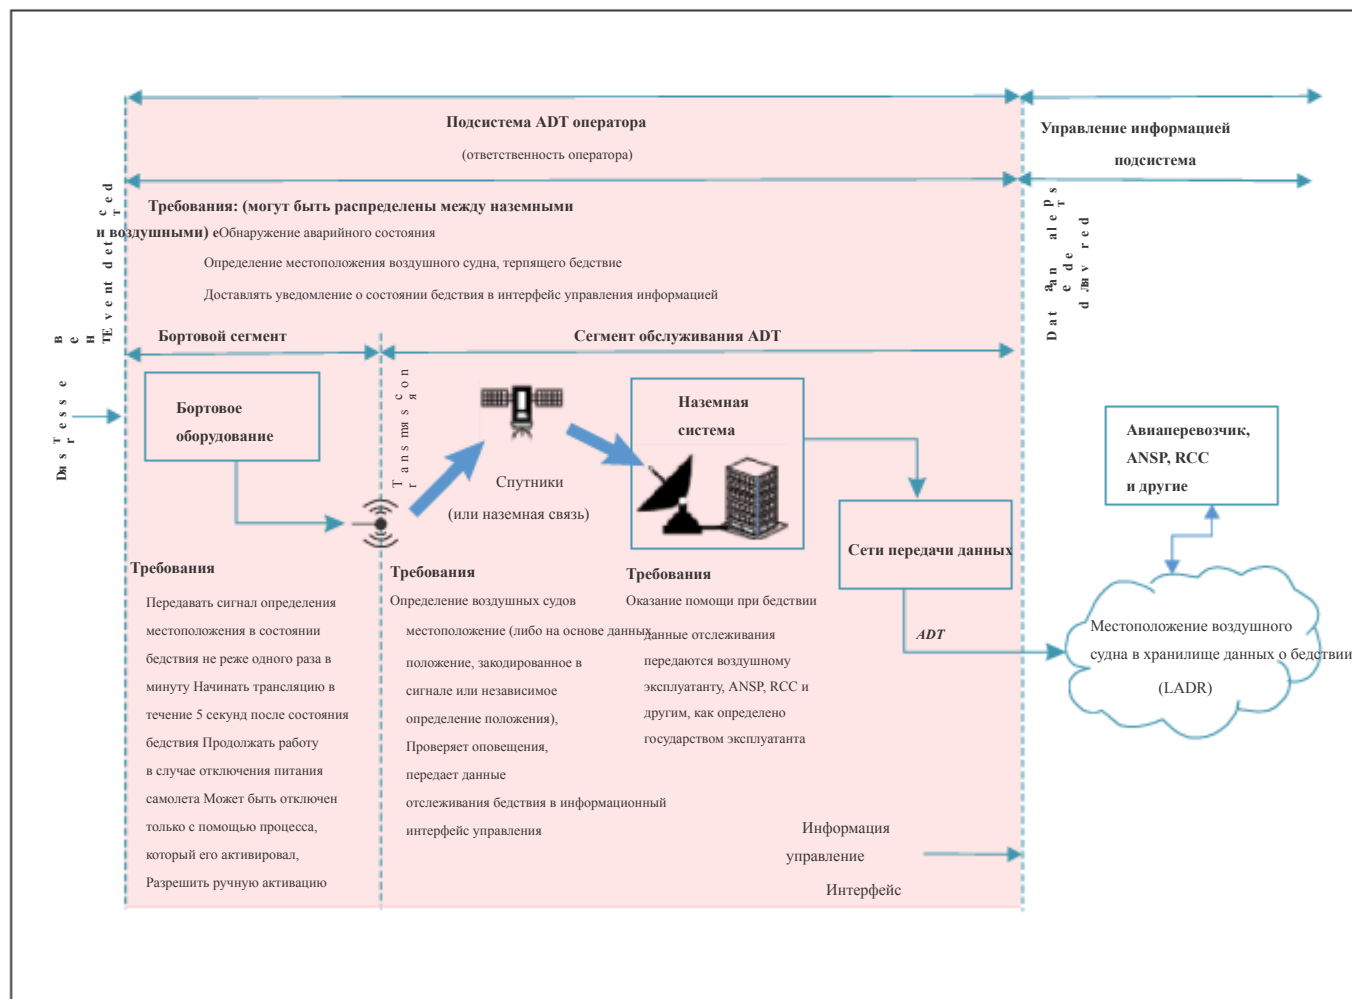 Подсистема ADT оператора
(ответственность оператора)
Управление информацией
подсистема
Требования: (могут быть распределены между наземными
и воздушными) еОбнаружение аварийного состояния
Определение местоположения воздушного судна, терпящего бедствие
Доставлять уведомление о состоянии бедствия в интерфейс управления информацией
Бортовой сегмент
Сегмент обслуживания ADT
Бортовое
оборудование
Спутники
(или наземная связь)
Наземная
система
Сети передачи данных
Авиаперевозчик,
ANSP, RCC
и другие
ADT
Местоположение воздушного
судна в хранилище данных о бедствии
(LADR)
Требования
Передавать сигнал определения
местоположения в состоянии
бедствия не реже одного раза в
минуту Начинать трансляцию в
течение 5 секунд после состояния
бедствия Продолжать работу
в случае отключения питания
самолета Может быть отключен
только с помощью процесса,
который его активировал,
Разрешить ручную активацию
Требования
Определение воздушных судов
местоположение (либо на основе данных,
положение, закодированное в
сигнале или независимое
определение положения),
Проверяет оповещения,
передает данные
отслеживания бедствия в информационный
интерфейс управления
Требования
Оказание помощи при бедствии
данные отслеживания
передаются воздушному
эксплуатанту, ANSP, RCC и
другим, как определено
государством эксплуатанта
Информация
управление
Интерфейс